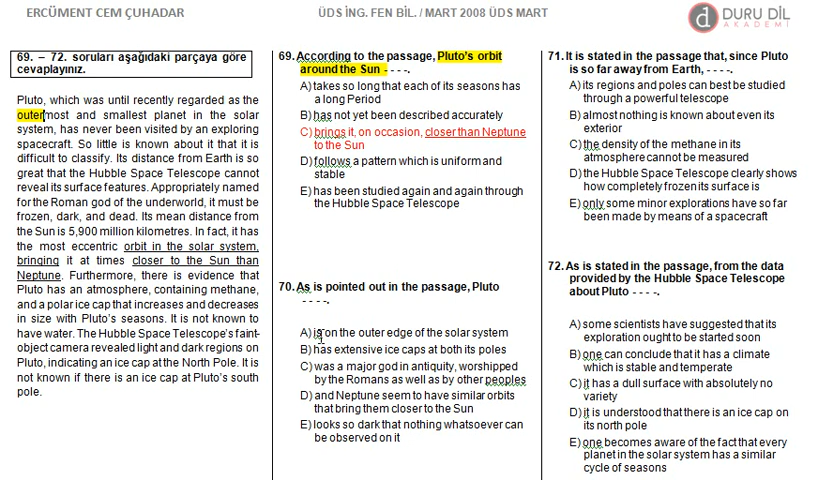 ERCÜMENT CEM ÇUHADAR
ÜDS İNG. FEN BİL. / MART 2008 ÜDS MART
d DURU DİL
AKADEMİ
69. – 72. soruları aşağıdaki parçaya göre
cevaplayınız.
Pluto, which was until recently regarded as the
outermost and smallest planet in the solar
system, has never been visited by an exploring
spacecraft. So little is known about it that it is
difficult to classify. Its distance from Earth is so
great that the Hubble Space Telescope cannot
reveal its surface features. Appropriately named
for the Roman god of the underworld, it must be
frozen, dark, and dead. Its mean distance from
the Sun is 5,900 million kilometres. In fact, it has
the most eccentric orbit in the solar system,
bringing it at times closer to the Sun than
Neptune. Furthermore, there is evidence that
Pluto has an atmosphere, containing methane,
and a polar ice cap that increases and decreases
in size with Pluto's seasons. It is not known to
have water. The Hubble Space Telescope's faint-
object camera revealed light and dark regions on
Pluto, indicating an ice cap at the North Pole. It is
not known if there is an ice cap at Pluto's south
pole.
69. According to the passage, Pluto's orbit
around the Sun - - - -.
A) takes so long that each of its seasons has
a long Period
B) has not yet been described accurately
C) brings it, on occasion, closer than Neptune
to the Sun
D) follows a pattern which is uniform and
stable
E) has been studied again and again through
the Hubble Space Telescope
70. As is pointed out in the passage, Pluto
- - - -.
A) is on the outer edge of the solar system
B) has extensive ice caps at both its poles
C) was a major god in antiquity, worshipped
by the Romans as well as by other peoples
D) and Neptune seem to have similar orbits
that bring them closer to the Sun
E) looks so dark that nothing whatsoever can
be observed on it
71. It is stated in the passage that, since Pluto
is so far away from Earth, - - - -.
A) its regions and poles can best be studied
through a powerful telescope
B) almost nothing is known about even its
exterior
C) the density of the methane in its
atmosphere cannot be measured
D) the Hubble Space Telescope clearly shows
how completely frozen its surface is
E) only some minor explorations have so far
been made by means of a spacecraft
72. As is stated in the passage, from the data
provided by the Hubble Space Telescope
about Pluto - - - -.
A) some scientists have suggested that its
exploration ought to be started soon
B) one can conclude that it has a climate
which is stable and temperate
C) it has a dull surface with absolutely no
variety
D) it is understood that there is an ice cap on
its north pole
E) one becomes aware of the fact that every
planet in the solar system has a similar
cycle of seasons